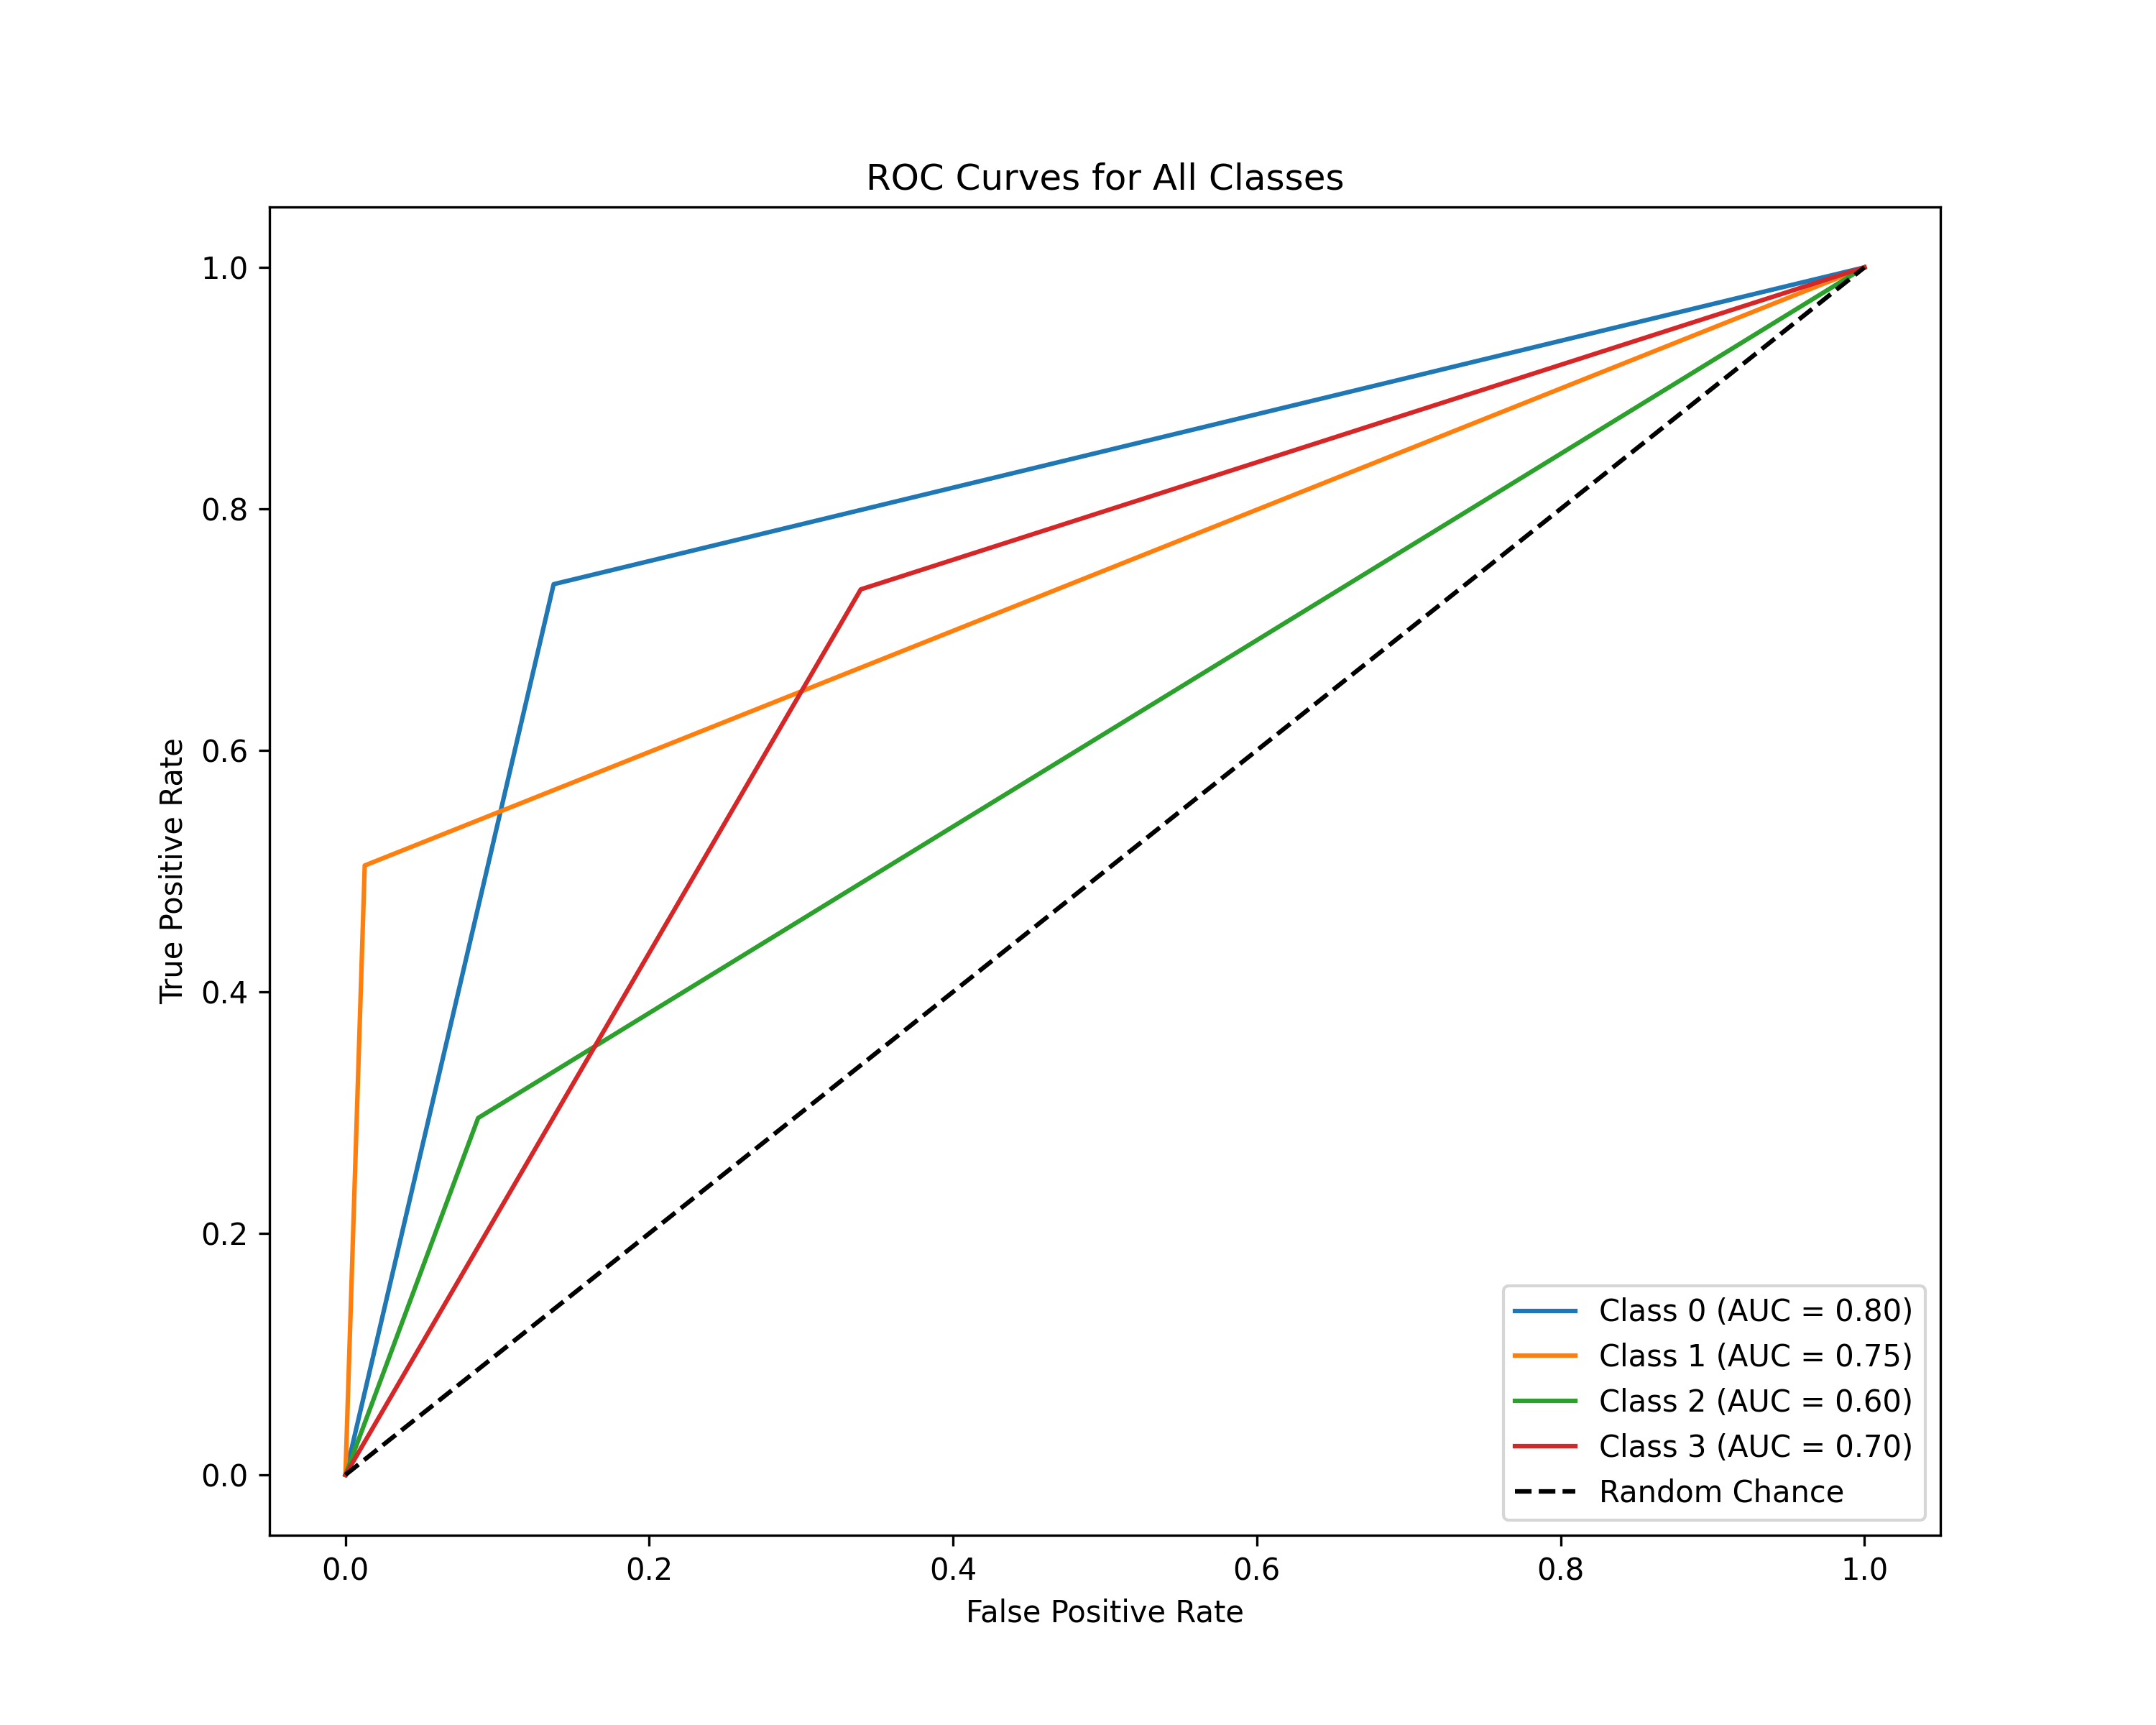 ROC Curves for All Classes
True Positive Rate
1.0
0.8
0.6
0.4
0.2
0.0
0.0 0.2 0.4 0.6 0.8 1.0
False Positive Rate
Class 0 (AUC = 0.80)
Class 1 (AUC = 0.75)
Class 2 (AUC = 0.60)
Class 3 (AUC = 0.70)
Random Chance